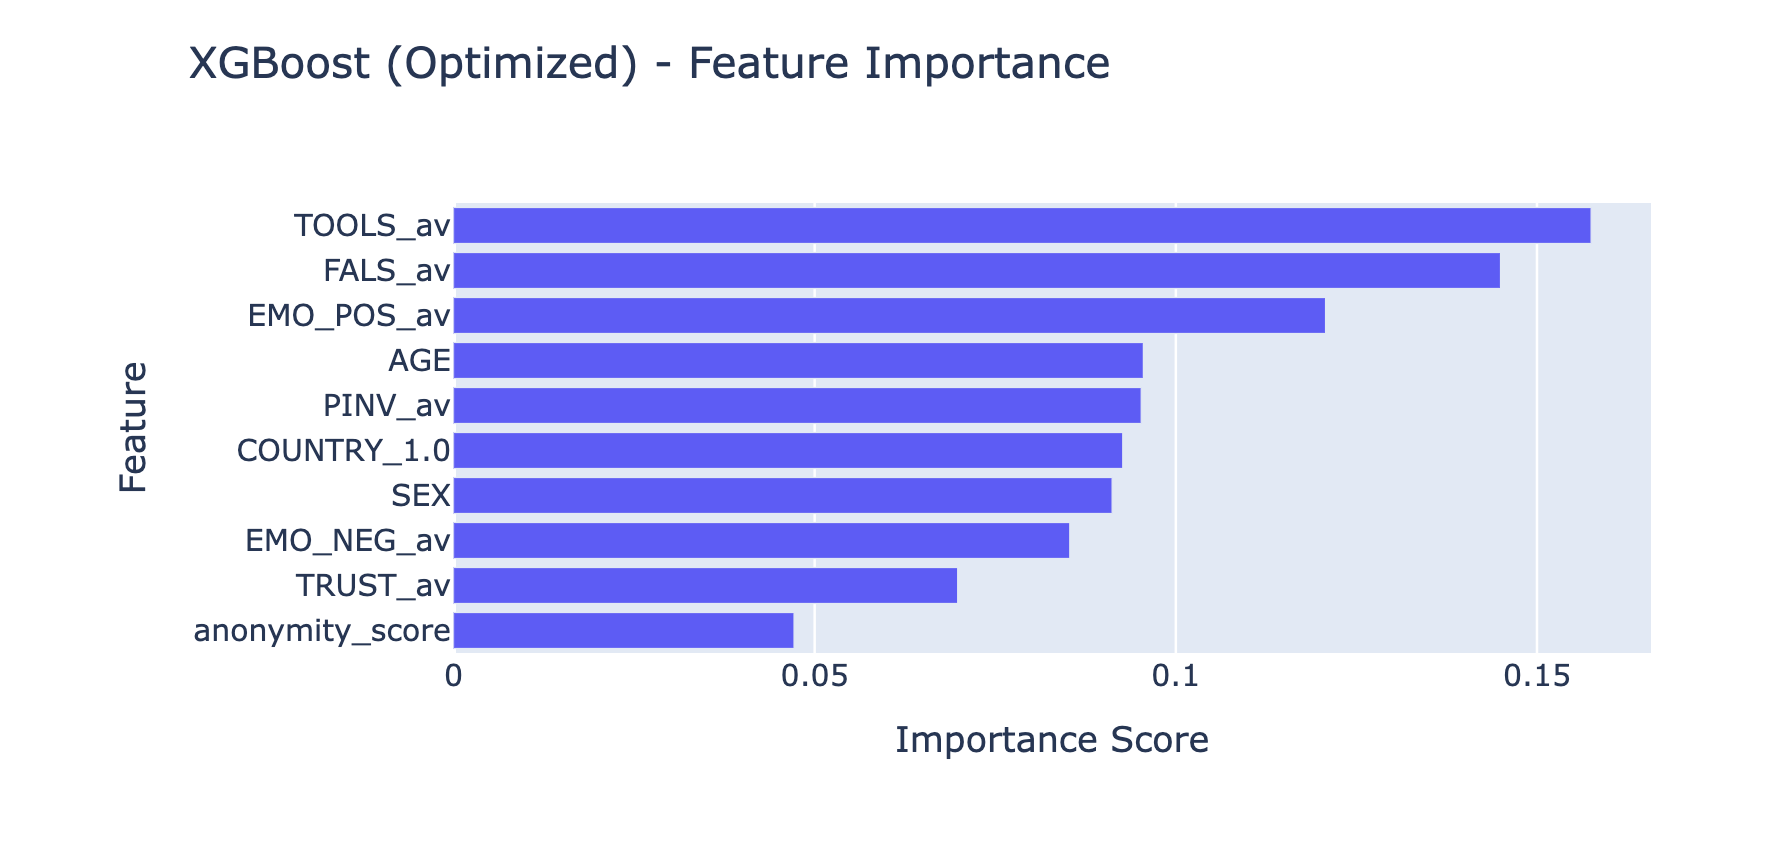 XGBoost (Optimized) - Feature Importance
TOOLS_av
FALS_av
EMO_POS_av
AGE
PINV_av
COUNTRY_1.0
SEX
EMO_NEG_av
TRUST_av
anonymity_score
Feature
0
0.05
0.1
0.15
Importance Score